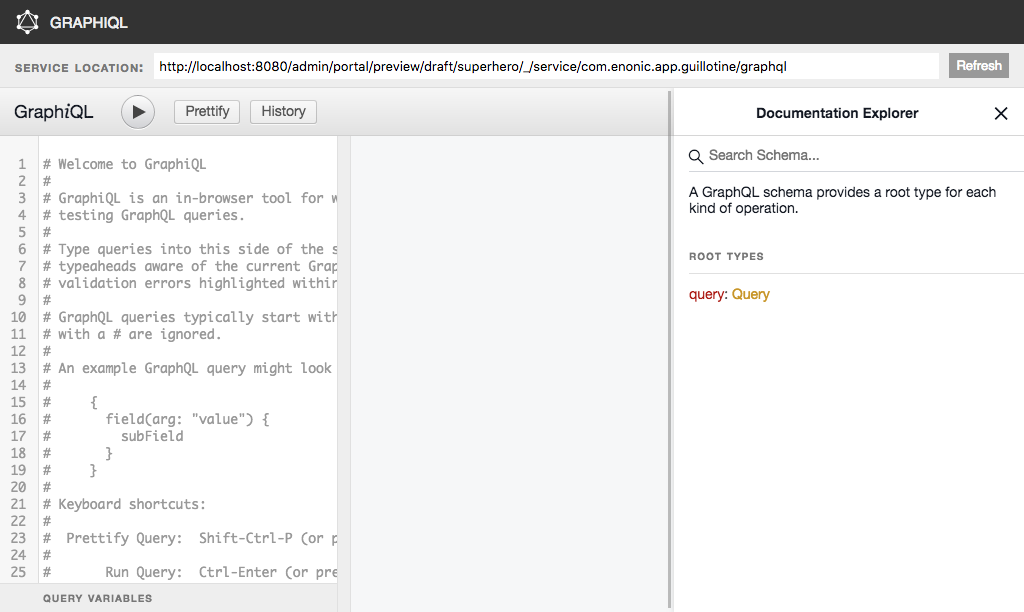 GRAPHIQL
SERVICE LOCATION: http://localhost:8080/admin/portal/preview/draft/superhero/_/service/com.enonic.app.guillotine/graphql Refresh
GraphiQL Prettify History
1 # Welcome to GraphiQL
2 #
3 # GraphiQL is an in-browser tool for w
4 # testing GraphQL queries.
5 #
6 # Type queries into this side of the s
7 # typeaheads aware of the current Grap
8 # validation errors highlighted within
9 #
10 # GraphQL queries typically start with
11 # with a # are ignored.
12 #
13 # An example GraphQL query might look
14 #
15 #     {
16 #       field(arg: "value") {
17 #         subField
18 #       }
19 #     }
20 #
21 # Keyboard shortcuts:
22 #
23 #  Prettify Query:  Shift-Ctrl-P (or p
24 #
25 #       Run Query:  Ctrl-Enter (or pre
QUERY VARIABLES
Documentation Explorer
Search Schema...
A GraphQL schema provides a root type for each
kind of operation.
ROOT TYPES
query: Query